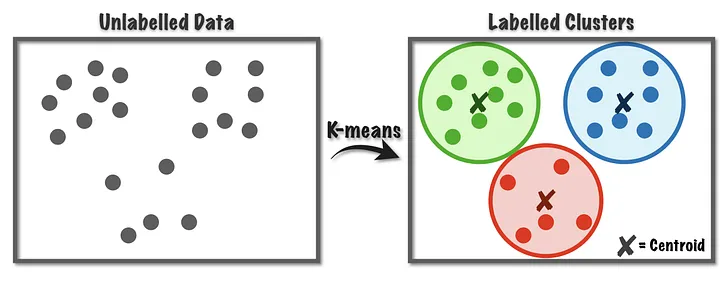 Unlabelled Data
Labelled Clusters
K-means
X = Centroid